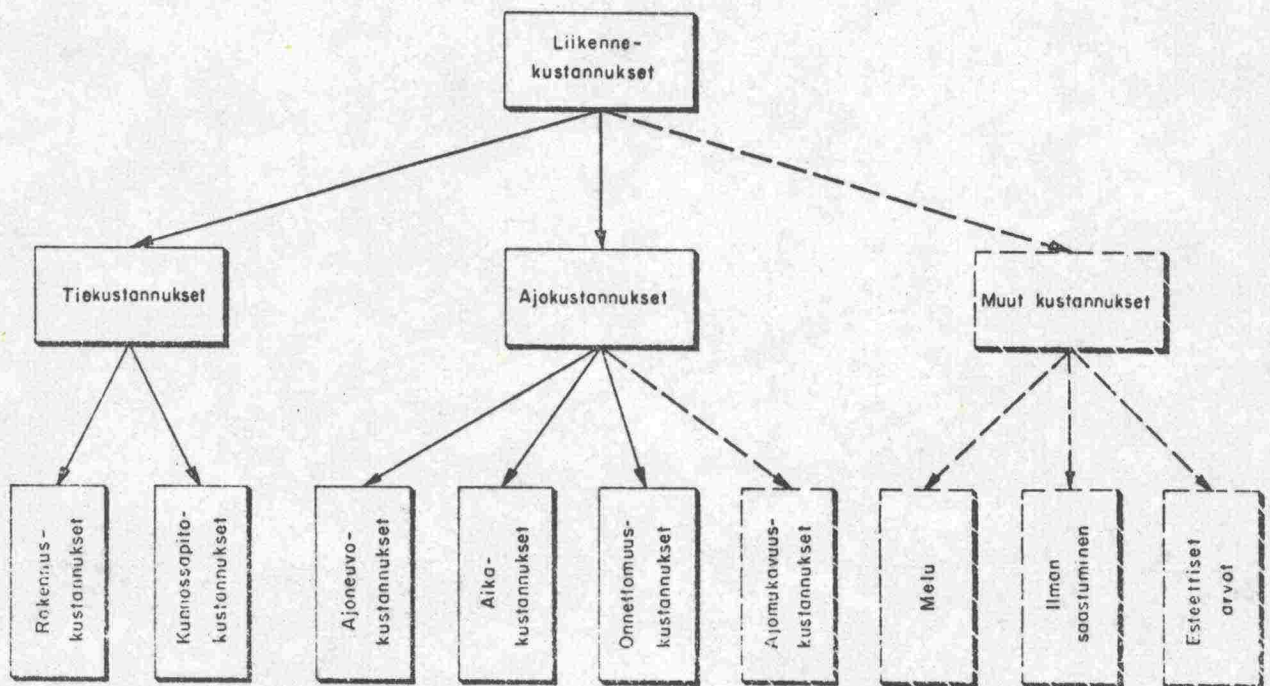 Liikenne-
kustannukset
Tiekustannukset
Ajokustannukset
Muut kustannukset
Rakennus-
kustannukset
Kunnossapito-
kustannukset
Ajoneuvo-
kustannukset
Aika-
kustannukset
Onnettomuus-
kustannukset
Ajomukavuus-
kustannukset
Melu
Ilman
saastuminen
Esteettiset
arvot